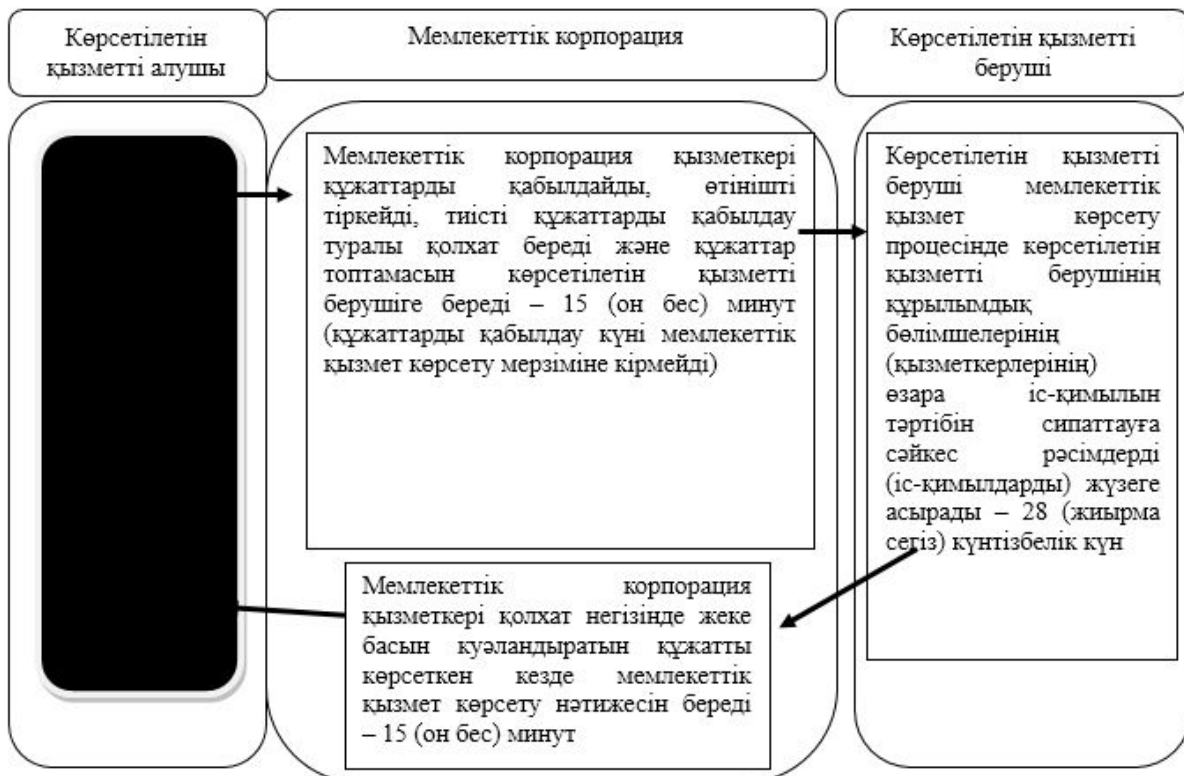 Көрсетілетін
қызметті алушы
Мемлекеттік корпорация
Көрсетілетін қызметті
беруші
Мемлекеттік корпорация қызметкері
құжаттарды қабылдайды, өтінішті
тіркейді, тиісті құжаттарды қабылдау
туралы қолхат береді және құжаттар
топтамасын көрсетілетін қызметті
берушіге береді – 15 (он бес) минут
(құжаттарды қабылдау күні мемлекеттік
қызмет көрсету мерзіміне кірмейді)
Көрсетілетін қызметті
беруші мемлекеттік
қызмет көрсету
процесінде көрсетілетін
қызметті берушінің
құрылымдық
бөлімшелерінің
(қызметкерлерінің)
өзара іс-қимылын
тәртібін сипаттауға
сәйкес рәсімдерді
(іс-қимылдарды) жүзеге
асырады – 28 (жиырма
сегіз) күнтізбелік күн
Мемлекеттік корпорация
қызметкері қолхат негізінде жеке
басын куәландыратын құжатты
көрсеткен кезде мемлекеттік
қызмет көрсету нәтижесін береді
– 15 (он бес) минут